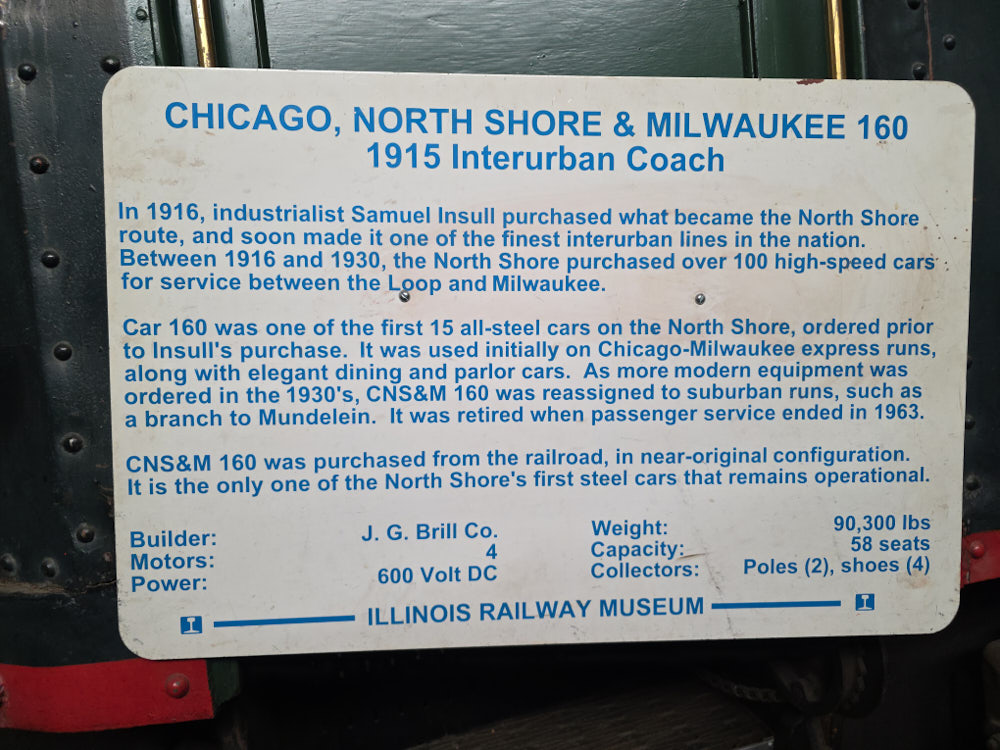 CHICAGO, NORTH SHORE & MILWAUKEE 160
1915 Interurban Coach
In 1916, industrialist Samuel Insull purchased what became the North Shore
route, and soon made it one of the finest interurban lines in the nation.
Between 1916 and 1930, the North Shore purchased over 100 high-speed cars
for service between the Loop and Milwaukee.
Car 160 was one of the first 15 all-steel cars on the North Shore, ordered prior
to Insull's purchase. It was used initially on Chicago-Milwaukee express runs,
along with elegant dining and parlor cars. As more modern equipment was
ordered in the 1930's, CNS&M 160 was reassigned to suburban runs, such as
a branch to Mundelein. It was retired when passenger service ended in 1963.
CNS&M 160 was purchased from the railroad, in near-original configuration.
It is the only one of the North Shore's first steel cars that remains operational.
Builder: J. G. Brill Co. Weight: 90,300 lbs
Motors: 4 Capacity: 58 seats
Power: 600 Volt DC Collectors: Poles (2), shoes (4)
ILLINOIS RAILWAY MUSEUM